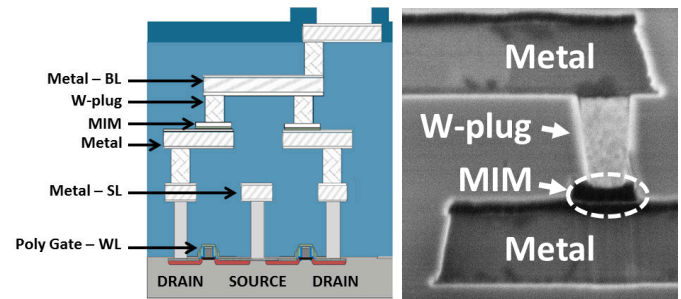 Metal – BL
W-plug
MIM
Metal
Metal – SL
Poly Gate – WL
DRAIN SOURCE DRAIN
Metal
W-plug
MIM
Metal